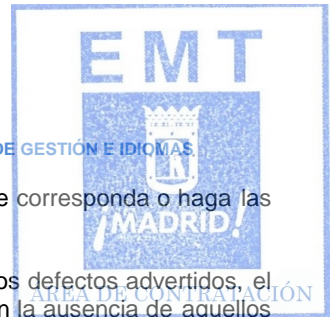 EMT
DE GESTIÓN E IDIOMAS
e corresponda o haga las
¡MADRID!
os defectos advertidos, el
ÁREA DE CONTRATACIÓN
n la ausencia de aquellos